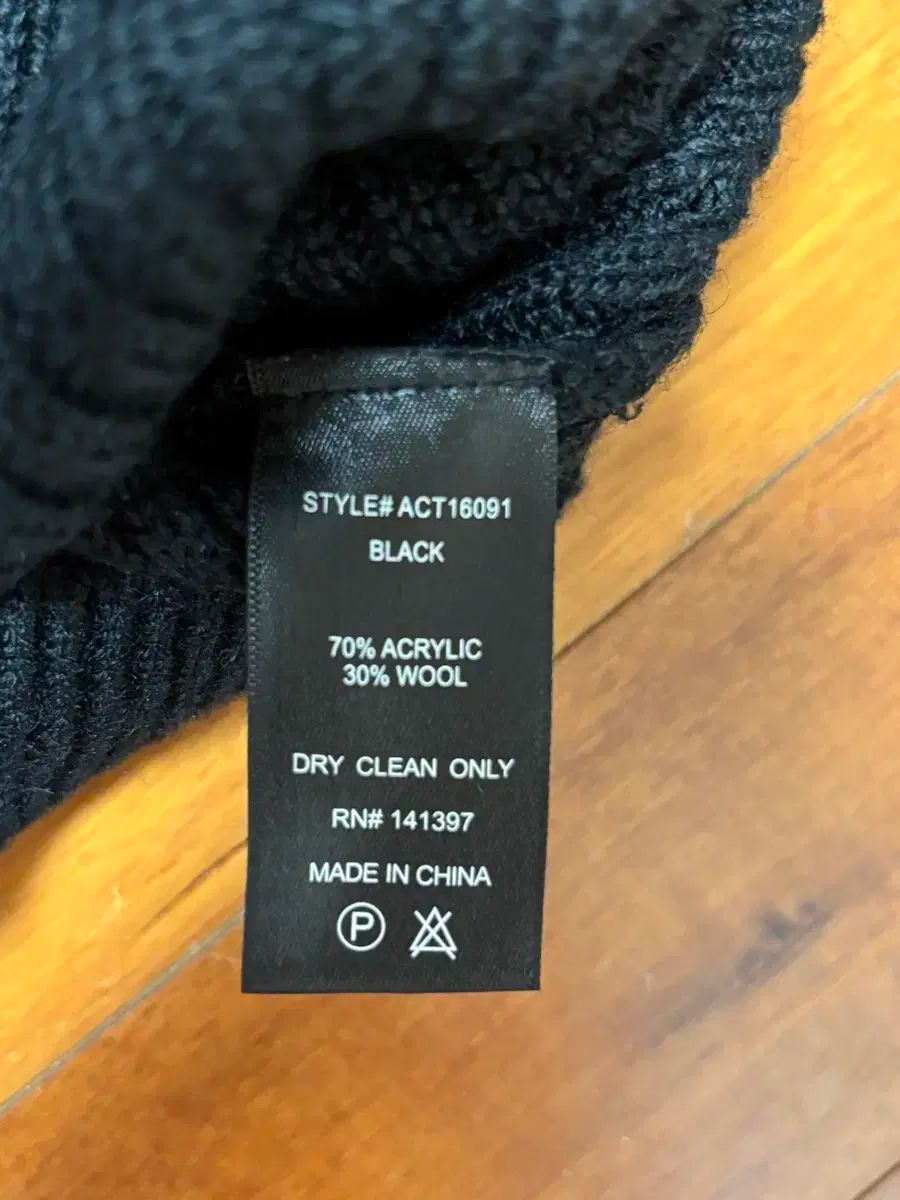 STYLE# ACT16091
BLACK
70% ACRYLIC
30% WOOL
DRY CLEAN ONLY
RN# 141397
MADE IN CHINA
P